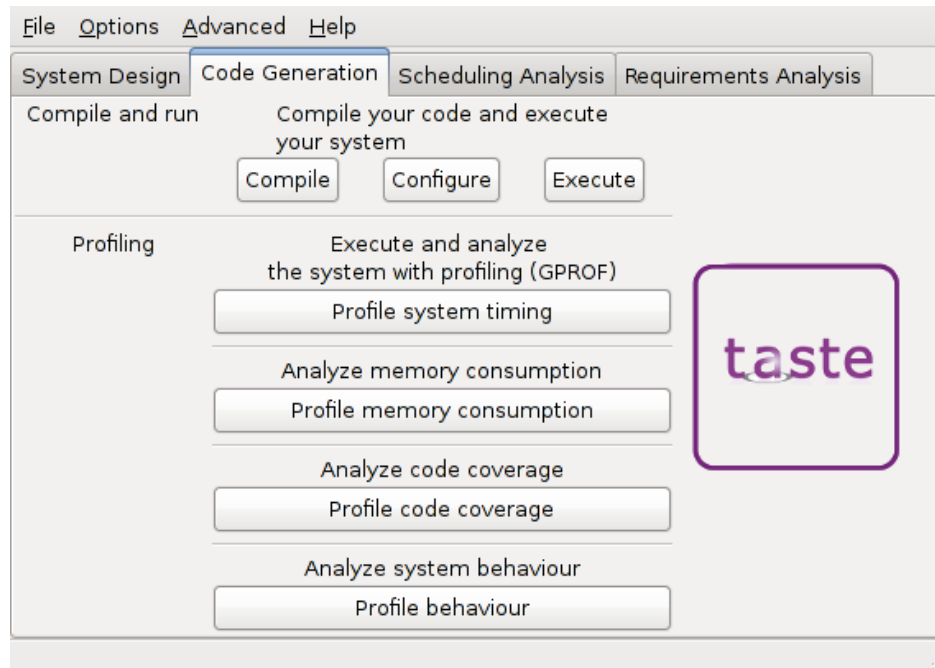 File Options Advanced Help
System Design Code Generation Scheduling Analysis Requirements Analysis
Compile and run
Compile your code and execute
your system
Compile Configure Execute
Profiling
Execute and analyze
the system with profiling (GPROF)
Profile system timing
Analyze memory consumption
Profile memory consumption
Analyze code coverage
Profile code coverage
Analyze system behaviour
Profile behaviour
taste